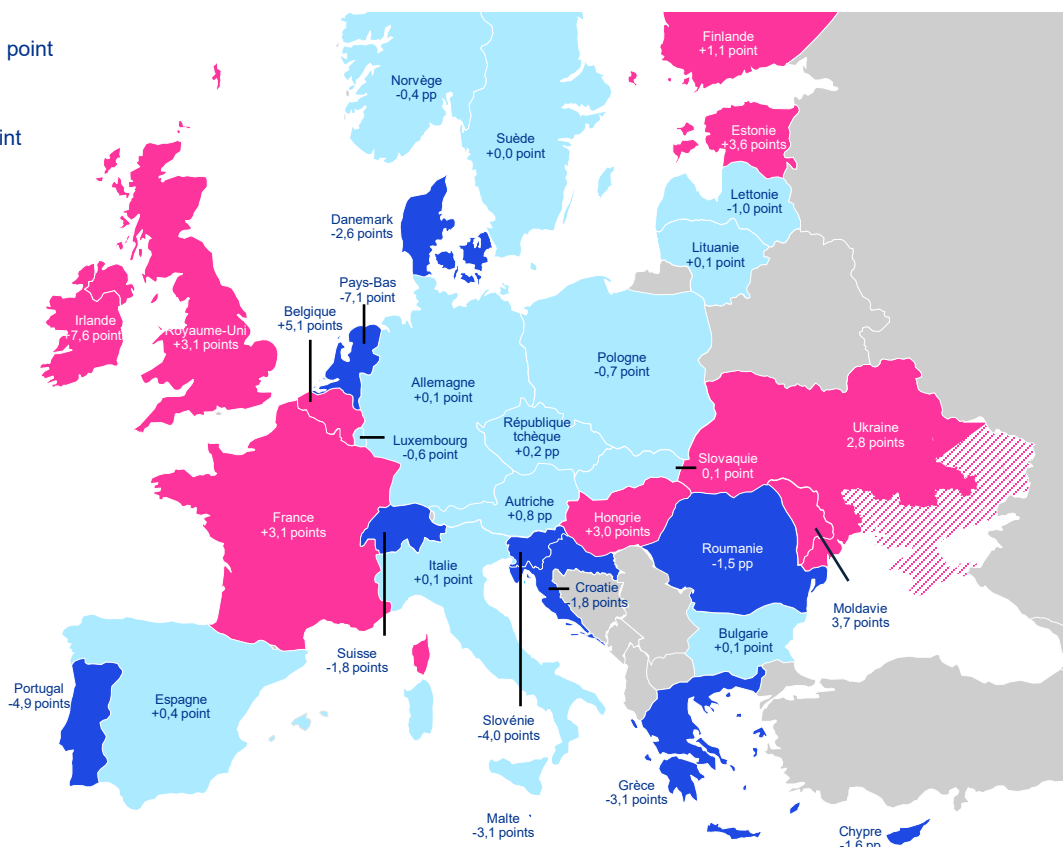 point
int
Finlande
+1,1 point
Norvège
-0,4 pp
Suède
+0,0 point
Estonie
+3,6 points
Lettonie
-1,0 point
Lituanie
+0,1 point
Danemark
-2,6 points
Pays-Bas
-7,1 point
Belgique
+5,1 points
Irlande
+7,6 point
Royaume-Uni
+3,1 points
Allemagne
+0,1 point
Pologne
-0,7 point
République
tchèque
+0,2 pp
Luxembourg
-0,6 point
Slovaquie
0,1 point
Ukraine
2,8 points
Autriche
+0,8 pp
Hongrie
+3,0 points
France
+3,1 points
Italie
+0,1 point
Roumanie
-1,5 pp
Croatie
-1,8 points
Moldavie
3,7 points
Bulgarie
+0,1 point
Suisse
-1,8 points
Portugal
-4,9 points
Espagne
+0,4 point
Slovénie
-4,0 points
Grèce
-3,1 points
Malte
-3,1 points
Chypre
-1,6 pp